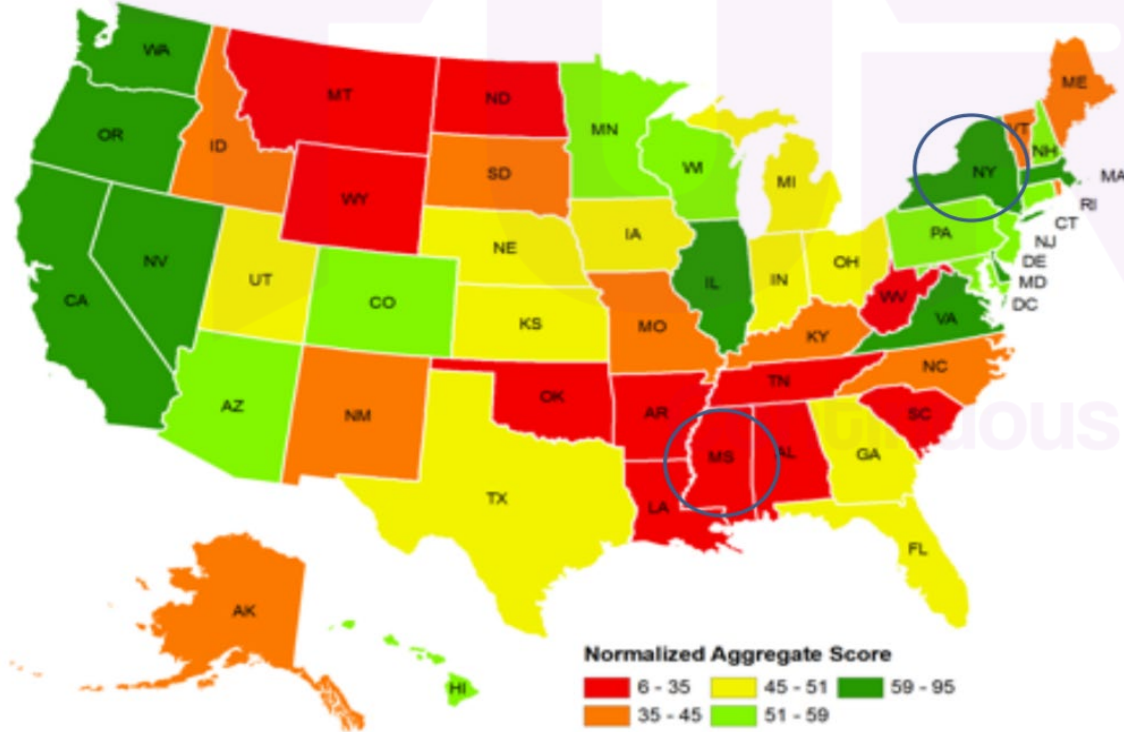 WA
MT
ND
MN
ME
VT
NH
OR
ID
SD
WI
MI
NY
MA
RI
WY
CT
IA
PA
NJ
NE
OH
DE
NV
UT
IN
MD
CA
CO
IL
WV
DC
KS
MO
VA
KY
NC
AZ
NM
OK
AR
TN
SC
MS
AL
GA
TX
LA
FL
AK
HI
Normalized Aggregate Score
6 - 35 45 - 51 59 - 95
35 - 45 51 - 59